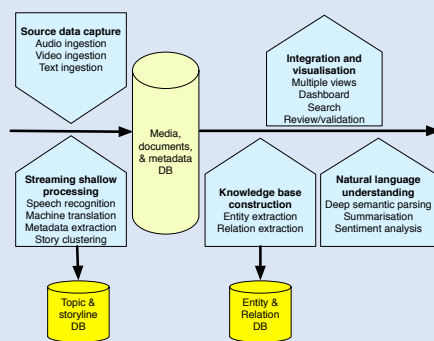 Source data capture
Audio ingestion
Video ingestion
Text ingestion
Integration and
visualisation
Multiple views
Dashboard
Search
Review/validation
Media,
documents,
& metadata
DB
Streaming shallow
processing
Speech recognition
Machine translation
Metadata extraction
Story clustering
Knowledge base
construction
Entity extraction
Relation extraction
Natural language
understanding
Deep semantic parsing
Summarisation
Sentiment analysis
Topic &
storyline
DB
Entity &
Relation
DB